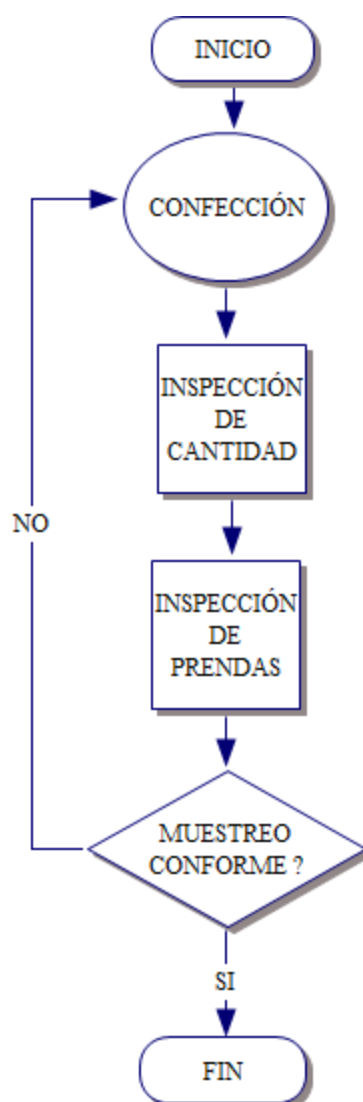 INICIO
CONFECCIÓN
INSPECCIÓN
DE
CANTIDAD
NO
INSPECCIÓN
DE
PRENDAS
MUESTREO
CONFORME ?
SI
FIN